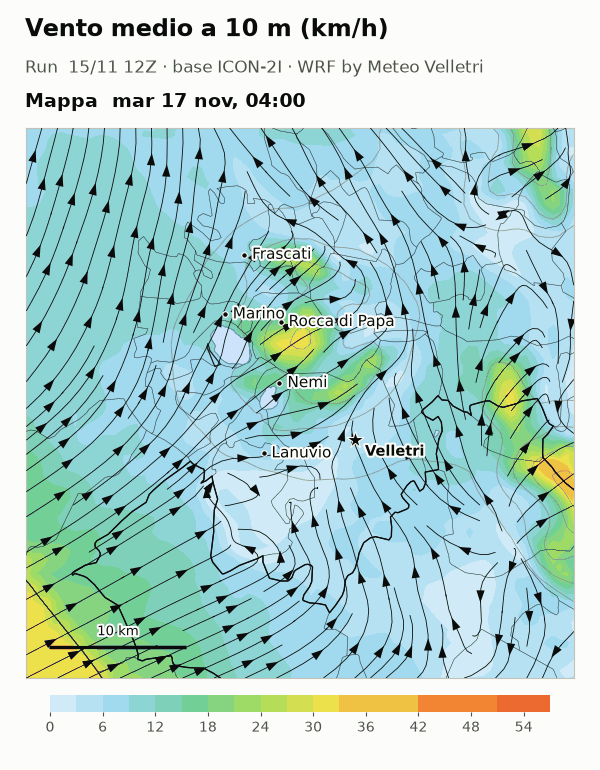 Vento medio a 10 m (km/h)
Run  15/11 12Z · base ICON-2I · WRF by Meteo Velletri
Mappa  mar 17 nov, 04:00
Frascati
Marino
Rocca di Papa
Nemi
Velletri
Lanuvio
10 km
0 6 12 18 24 30 36 42 48 54